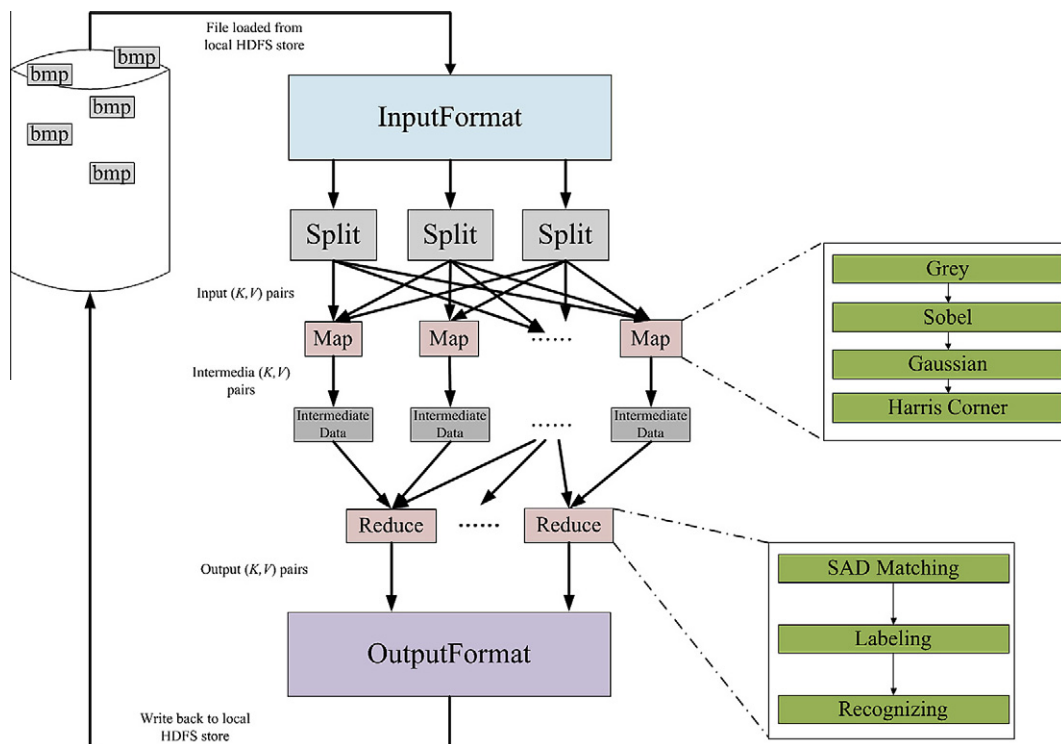 File loaded from
local HDFS store
bmp
bmp
bmp
bmp
bmp
InputFormat
Split
Split
Split
Input (K,V) pairs
Map
Map
......
Map
Intermedia (K,V)
pairs
Intermediate
Data
Intermediate
Data
......
Intermediate
Data
Reduce
......
Reduce
Output (K,V) pairs
OutputFormat
Write back to local
HDFS store
Grey
Sobel
Gaussian
Harris Corner
SAD Matching
Labeling
Recognizing